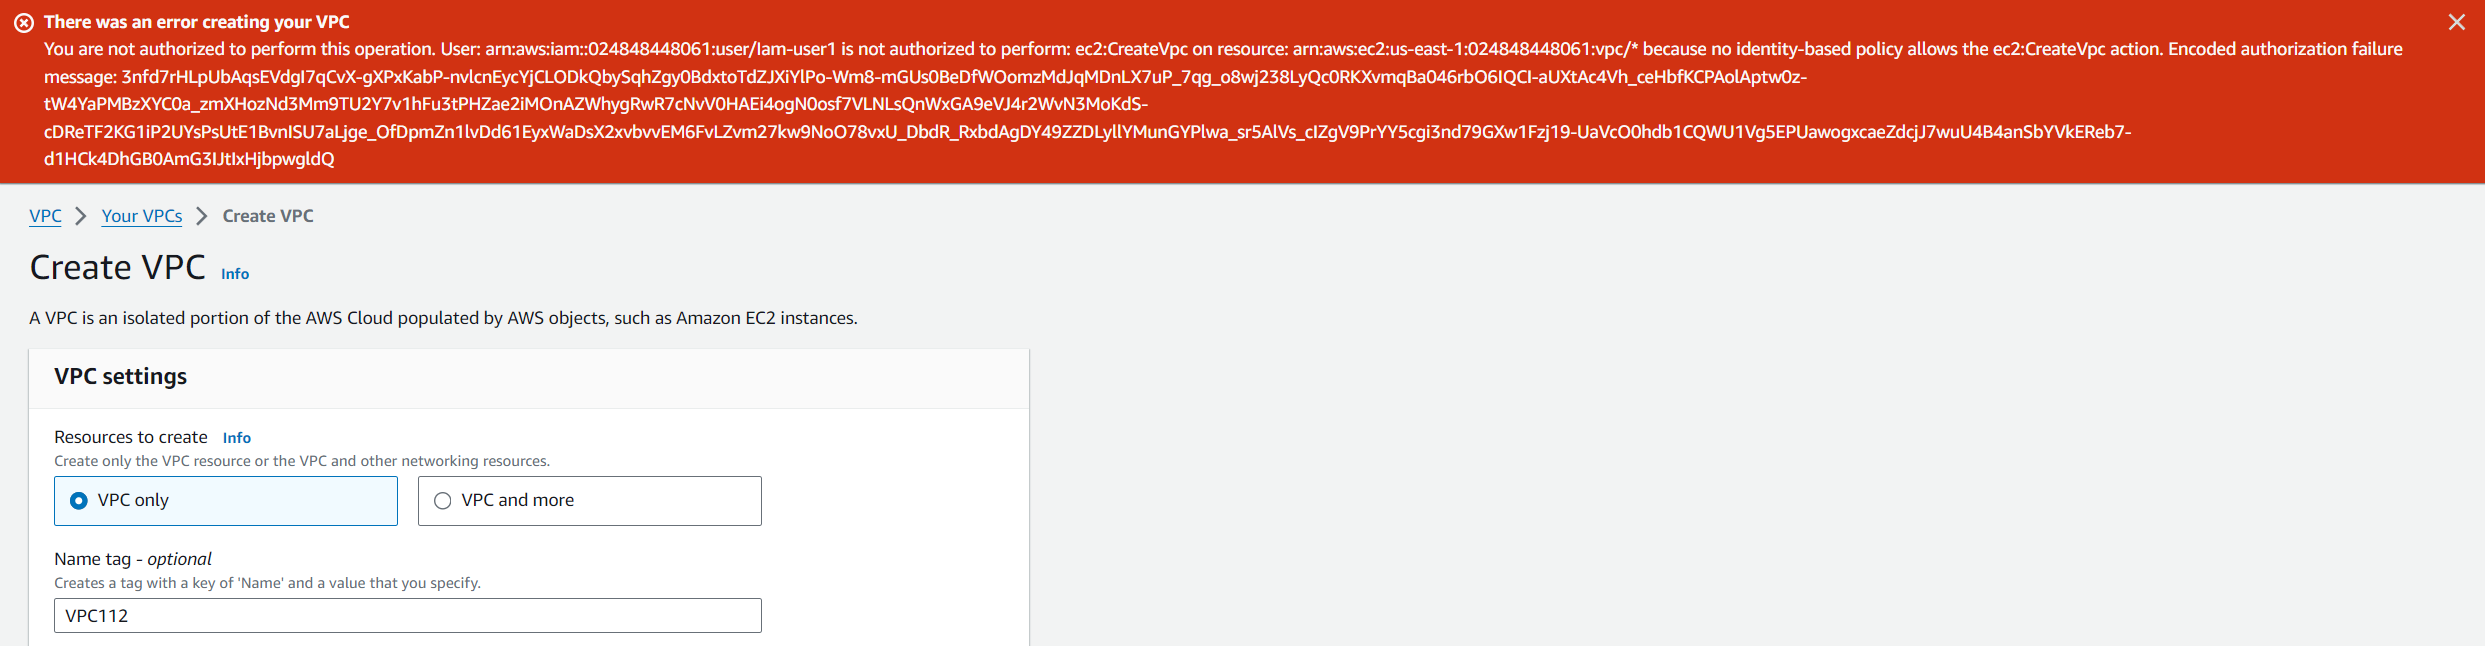 There was an error creating your VPC
You are not authorized to perform this operation. User: arn:aws:iam::024848448061:user/Iam-user1 is not authorized to perform: ec2:CreateVpc on resource: arn:aws:ec2:us-east-1:024848448061:vpc/* because no identity-based policy allows the ec2:CreateVpc action. Encoded authorization failure
message: 3nfd7rHLpUbAqsEVdgI7qCvX-gXPxKabP-nvlcnEycYjCLODkQbySqhZgy0BdxtoTdZJXiYlPo-Wm8-mGUs0BeDfWOomzMdJqMDnLX7uP_7qg_o8wj238LyQc0RKXvmqBa046rbO6IQCI-aUXtAc4Vh_ceHbfKCPAolAptw0z-
tW4YaPMBzXYC0a_zmXHozNd3Mm9TU2Y7v1hFu3tPHZae2iMOnAZWhygRwR7cNvV0HAEi4ogN0osf7VLNLsQnWxGA9eVJ4r2WvN3MoKdS-
cDReTF2KG1iP2UYsPsUtE1BvnISU7aLjge_OfDpmZn1lvDd61EyxWaDsX2xvbvvEM6FvLZvm27kw9NoO78vxU_DbdR_RxbdAgDY49ZZDLyllYMunGYPlwa_sr5AlVs_cIZgV9PrYY5cgi3nd79GXw1Fzj19-UaVcO0hdb1CQWU1Vg5EPUawogxcaeZdcjJ7wuU4B4anSbYVkEReb7-
d1HCk4DhGB0AmG3IJtIxHjbpwgldQ
VPC > Your VPCs > Create VPC
Create VPC Info
A VPC is an isolated portion of the AWS Cloud populated by AWS objects, such as Amazon EC2 instances.
VPC settings
Resources to create Info
Create only the VPC resource or the VPC and other networking resources.
VPC only VPC and more
Name tag - optional
Creates a tag with a key of 'Name' and a value that you specify.
VPC112